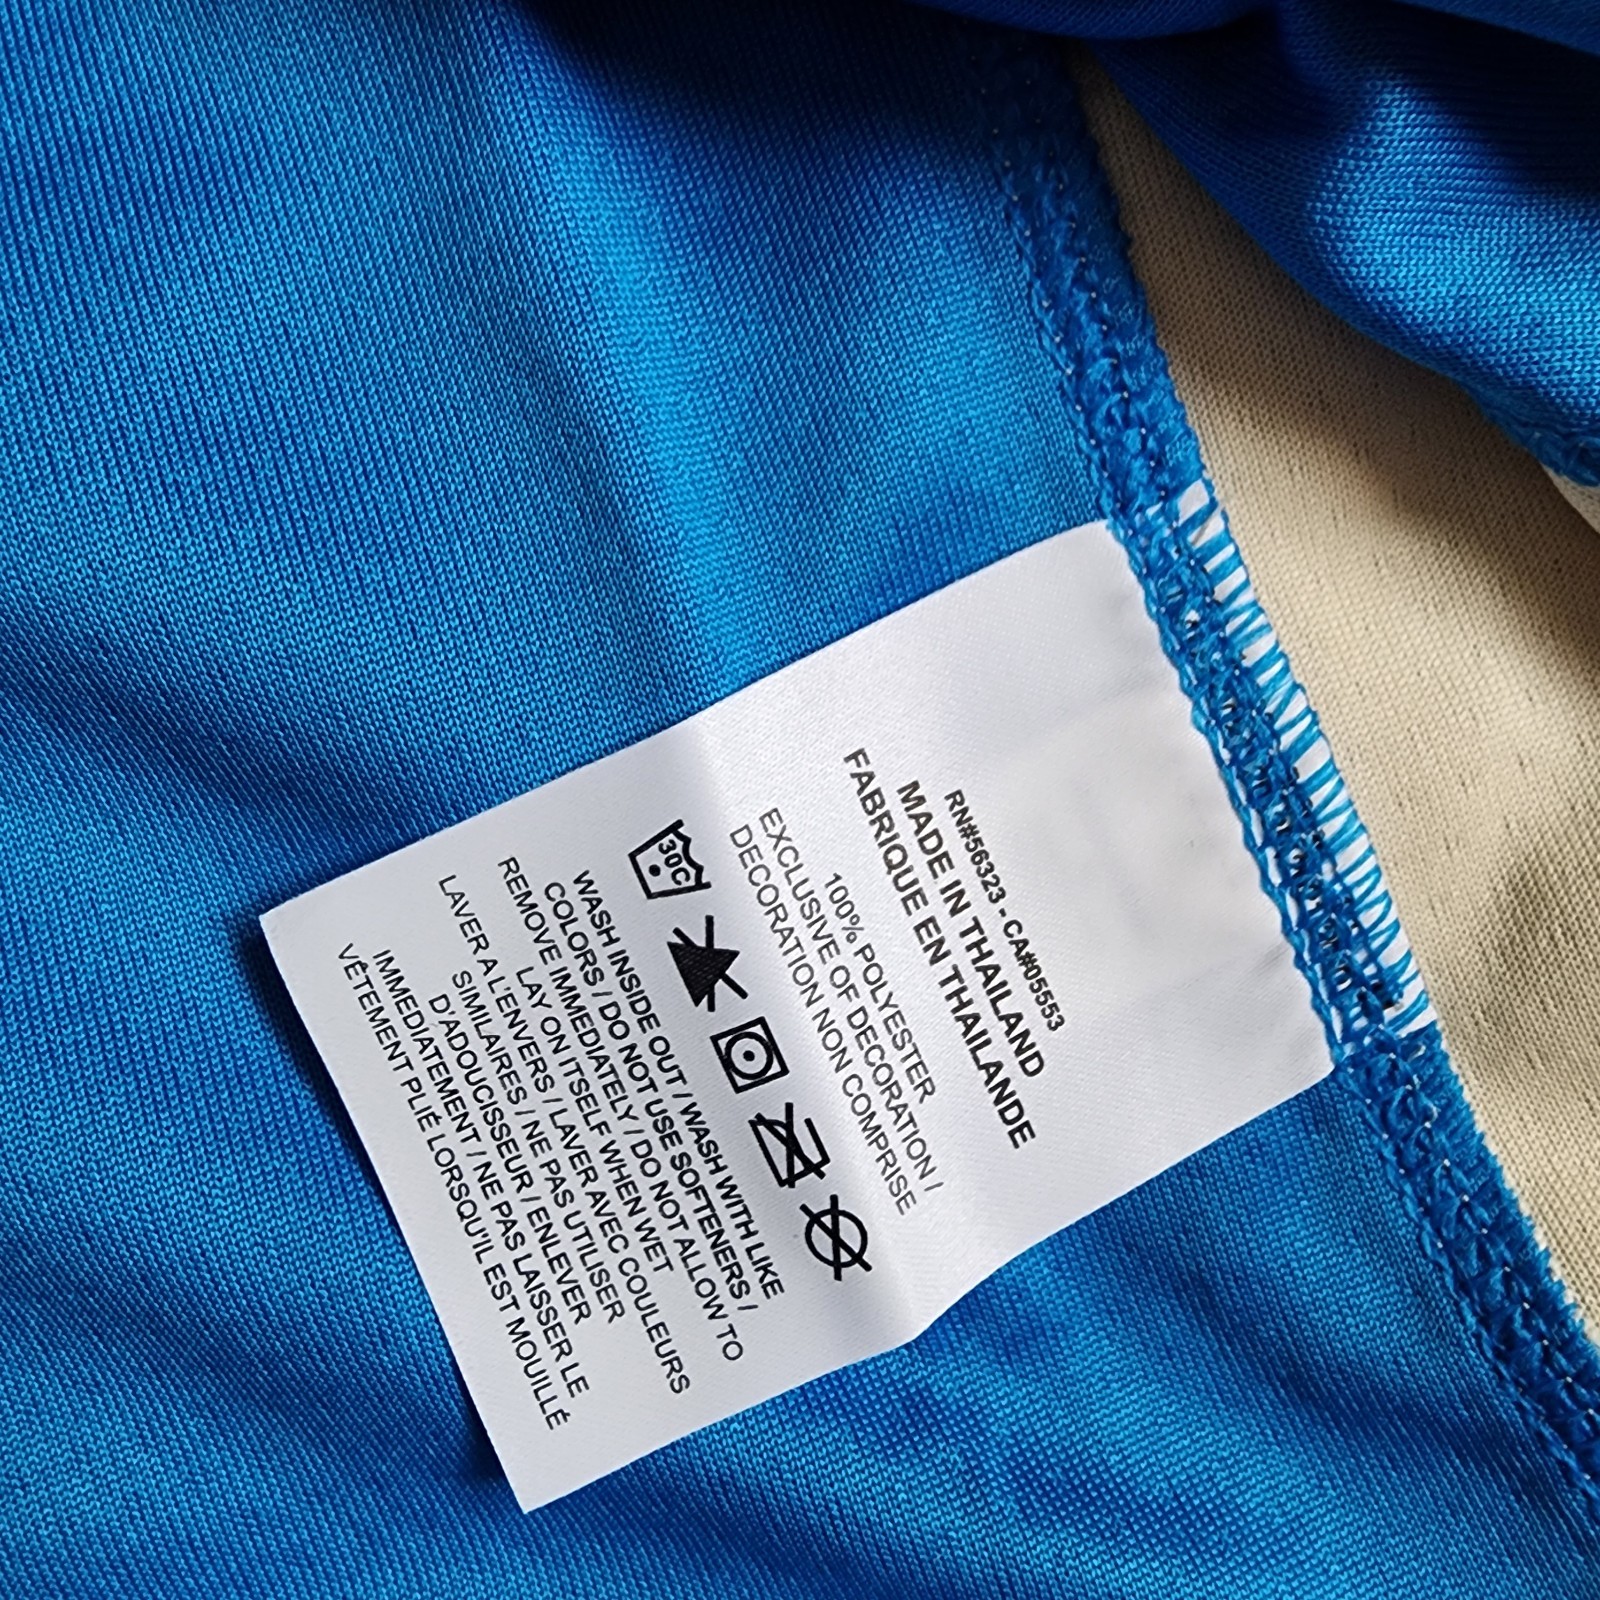 RN#56323 - CA#05553
MADE IN THAILAND
FABRIQUE EN THAILANDE
100% POLYESTER
EXCLUSIVE OF DECORATION /
DECORATION NON COMPRISE
30C
WASH INSIDE OUT / WASH WITH LIKE
COLORS / DO NOT USE SOFTENERS /
REMOVE IMMEDIATELY / DO NOT ALLOW TO
LAY ON ITSELF WHEN WET
LAVER A L'ENVERS / LAVER AVEC COULEURS
SIMILAIRES / NE PAS UTILISER
D'ADOUCISSEUR / ENLEVER
IMMEDIATEMENT / NE PAS LAISSER LE
VÊTEMENT PLIÉ LORSQU'IL EST MOUILLÉ